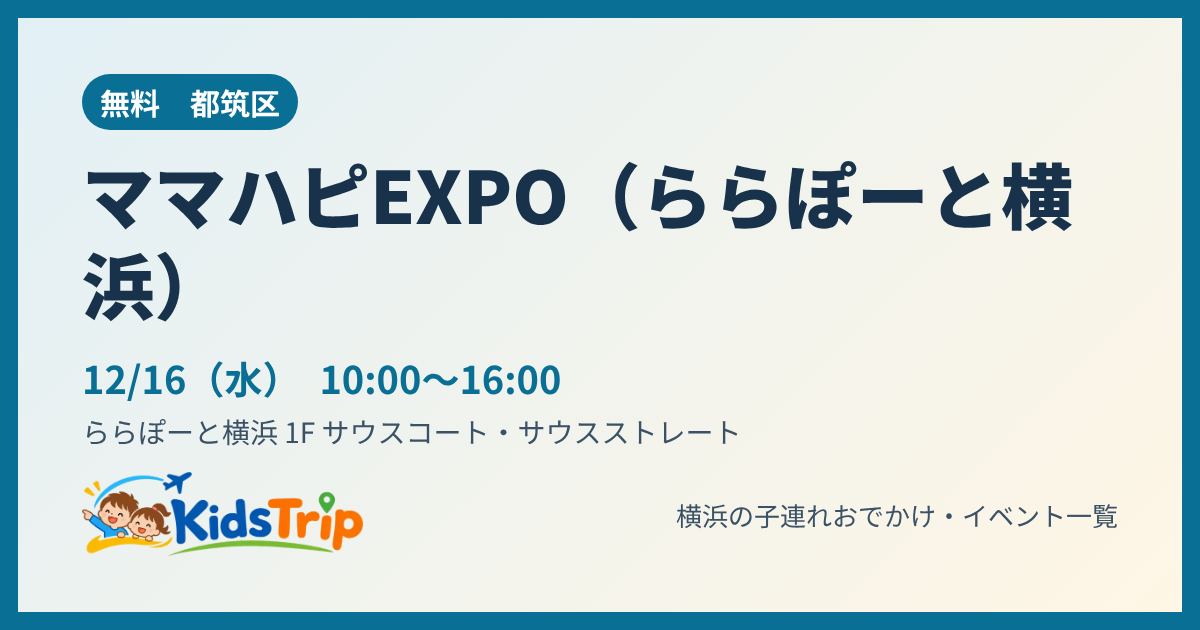 無料　都筑区
ママハピEXPO（ららぽーと横
浜）
12/16（水）　10:00〜16:00
ららぽーと横浜 1F サウスコート・サウスストレート
KidsTrip
横浜の子連れおでかけ・イベント一覧